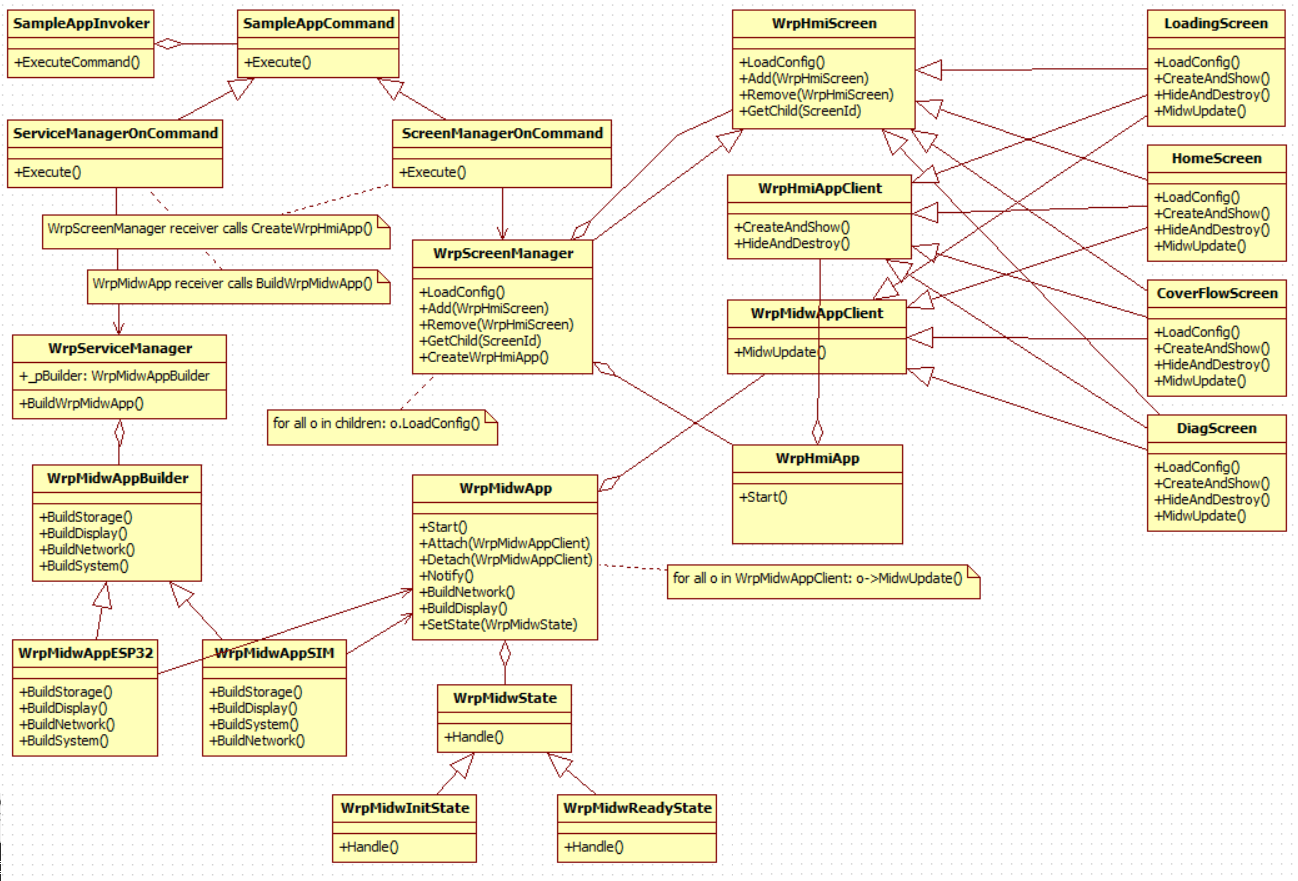 SampleAppInvoker
+ExecuteCommand()
SampleAppCommand
+Execute()
ServiceManagerOnCommand
+Execute()
ScreenManagerOnCommand
+Execute()
WrpScreenManager receiver calls CreateWrpHmiApp()
WrpMidwApp receiver calls BuildWrpMidwApp()
WrpServiceManager
+_pBuilder: WrpMidwAppBuilder
+BuildWrpMidwApp()
WrpScreenManager
+LoadConfig()
+Add(WrpHmiScreen)
+Remove(WrpHmiScreen)
+GetChild(ScreenId)
+CreateWrpHmiApp()
for all o in children: o.LoadConfig()
WrpMidwAppBuilder
+BuildStorage()
+BuildDisplay()
+BuildNetwork()
+BuildSystem()
WrpMidwAppESP32
+BuildStorage()
+BuildDisplay()
+BuildNetwork()
+BuildSystem()
WrpMidwAppSIM
+BuildStorage()
+BuildDisplay()
+BuildSystem()
+BuildNetwork()
WrpMidwApp
+Start()
+Attach(WrpMidwAppClient)
+Detach(WrpMidwAppClient)
+Notify()
+BuildNetwork()
+BuildDisplay()
+SetState(WrpMidwState)
for all o in WrpMidwAppClient: o->MidwUpdate()
WrpMidwState
+Handle()
WrpMidwInitState
+Handle()
WrpMidwReadyState
+Handle()
WrpHmiScreen
+LoadConfig()
+Add(WrpHmiScreen)
+Remove(WrpHmiScreen)
+GetChild(ScreenId)
WrpHmiAppClient
+CreateAndShow()
+HideAndDestroy()
WrpMidwAppClient
+MidwUpdate()
WrpHmiApp
+Start()
LoadingScreen
+LoadConfig()
+CreateAndShow()
+HideAndDestroy()
+MidwUpdate()
HomeScreen
+LoadConfig()
+CreateAndShow()
+HideAndDestroy()
+MidwUpdate()
CoverFlowScreen
+LoadConfig()
+CreateAndShow()
+HideAndDestroy()
+MidwUpdate()
DiagScreen
+LoadConfig()
+CreateAndShow()
+HideAndDestroy()
+MidwUpdate()